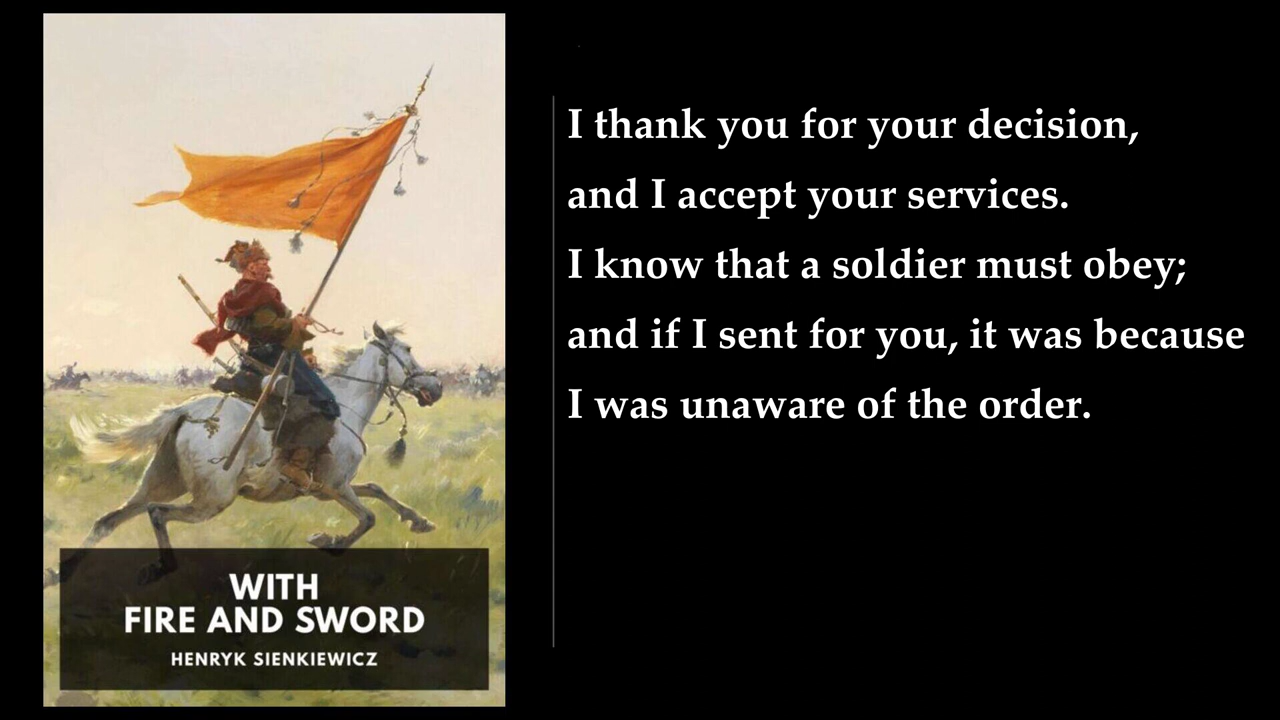 WITH
FIRE AND SWORD
HENRYK SIENKIEWICZ
I thank you for your decision,
and I accept your services.
I know that a soldier must obey;
and if I sent for you, it was because
I was unaware of the order.